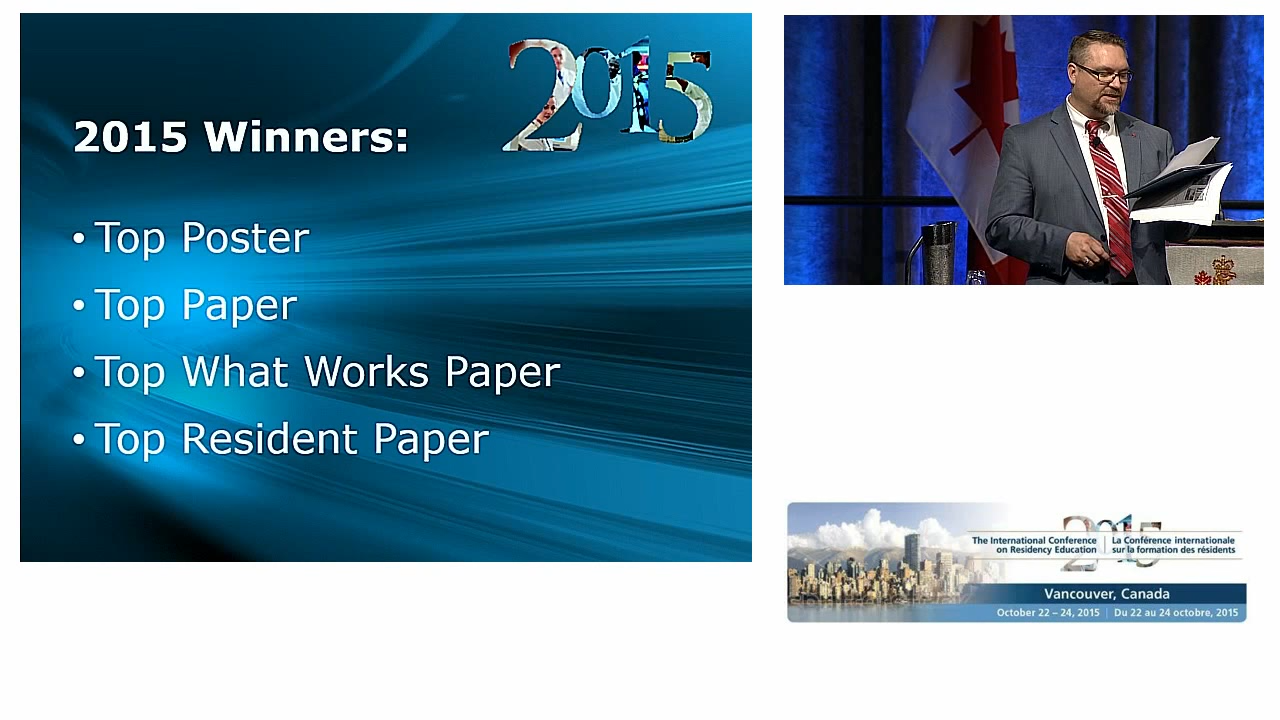 2015
2015 Winners:
• Top Poster
• Top Paper
• Top What Works Paper
• Top Resident Paper
2015
The International Conference
on Residency Education
La Conférence internationale
sur la formation des résidents
Vancouver, Canada
October 22 – 24, 2015 | Du 22 au 24 octobre, 2015